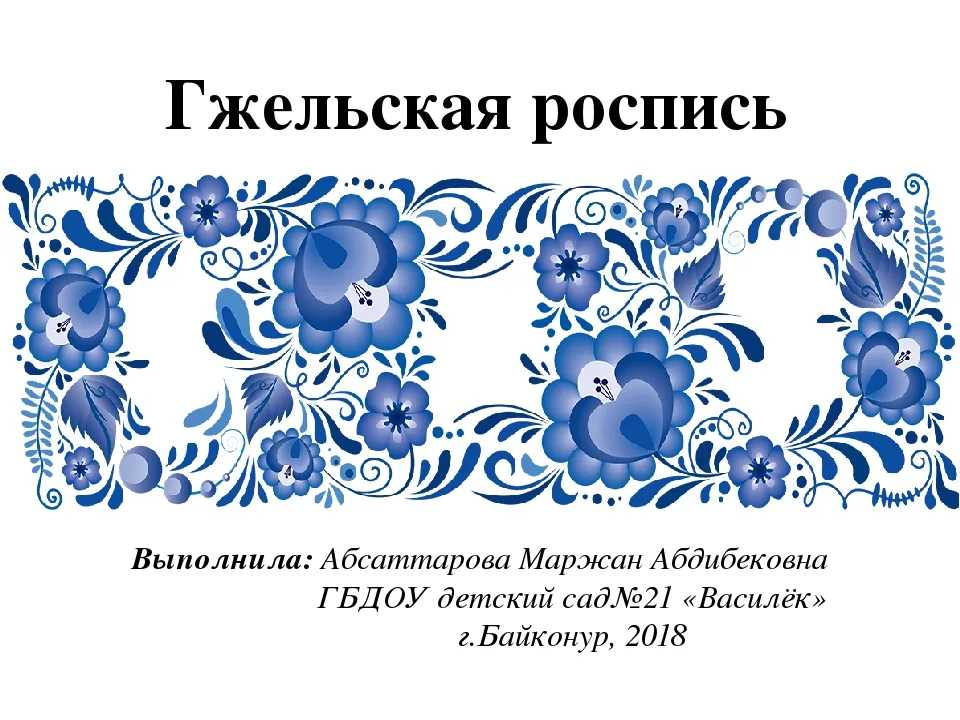 Гжельская роспись
Выполнила: Абсаттарова Маржан Абдибековна
ГБДОУ детский сад№21 «Василёк»
г.Байконур, 2018